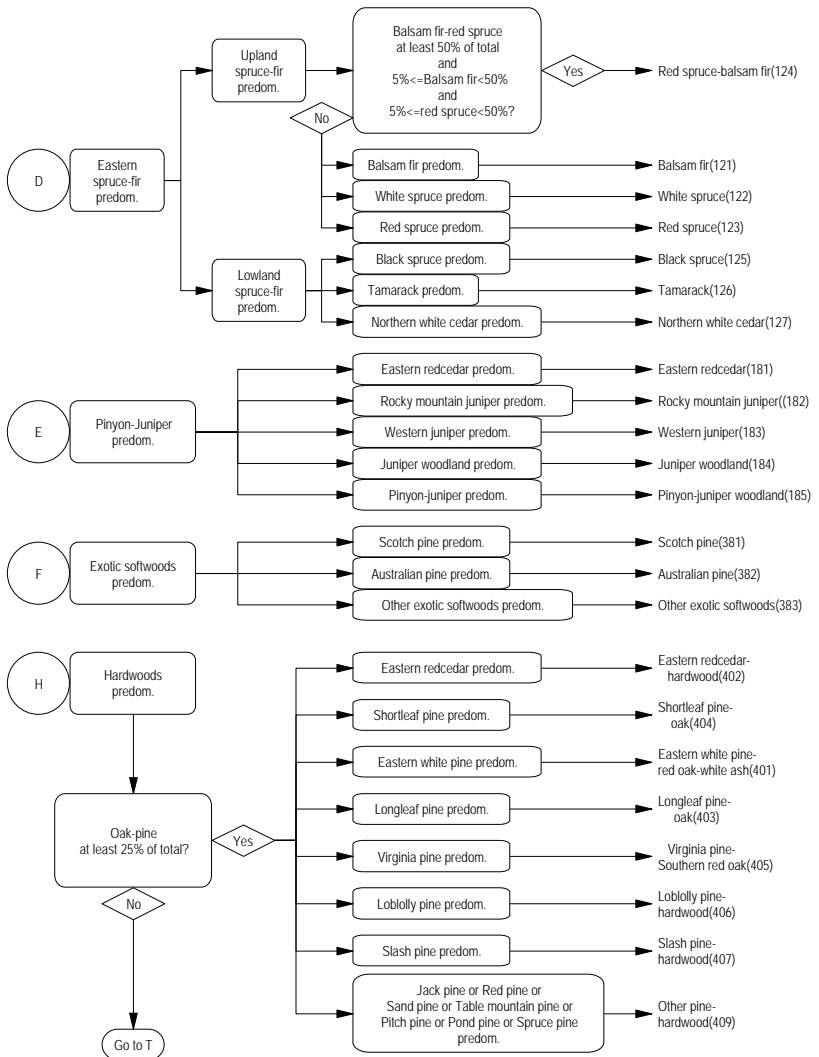 D
Eastern
spruce-fir
predom.
Upland
spruce-fir
predom.
Balsam fir-red spruce
at least 50% of total
and
5%<=Balsam fir<50%
and
5%<=red spruce<50%?
Yes
Red spruce-balsam fir(124)
No
Balsam fir predom.
Balsam fir(121)
White spruce predom.
White spruce(122)
Red spruce predom.
Red spruce(123)
Lowland
spruce-fir
predom.
Black spruce predom.
Black spruce(125)
Tamarack predom.
Tamarack(126)
Northern white cedar predom.
Northern white cedar(127)
E
Pinyon-Juniper
predom.
Eastern redcedar predom.
Eastern redcedar(181)
Rocky mountain juniper predom.
Rocky mountain juniper((182)
Western juniper predom.
Western juniper(183)
Juniper woodland predom.
Juniper woodland(184)
Pinyon-juniper predom.
Pinyon-juniper woodland(185)
F
Exotic softwoods
predom.
Scotch pine predom.
Scotch pine(381)
Australian pine predom.
Australian pine(382)
Other exotic softwoods predom.
Other exotic softwoods(383)
H
Hardwoods
predom.
Oak-pine
at least 25% of total?
Yes
Eastern redcedar predom.
Eastern redcedar-
hardwood(402)
Shortleaf pine predom.
Shortleaf pine-
oak(404)
Eastern white pine predom.
Eastern white pine-
red oak-white ash(401)
Longleaf pine predom.
Longleaf pine-
oak(403)
Virginia pine predom.
Virginia pine-
Southern red oak(405)
Loblolly pine predom.
Loblolly pine-
hardwood(406)
Slash pine predom.
Slash pine-
hardwood(407)
Jack pine or Red pine or
Sand pine or Table mountain pine or
Pitch pine or Pond pine or Spruce pine
predom.
Other pine-
hardwood(409)
No
Go to T